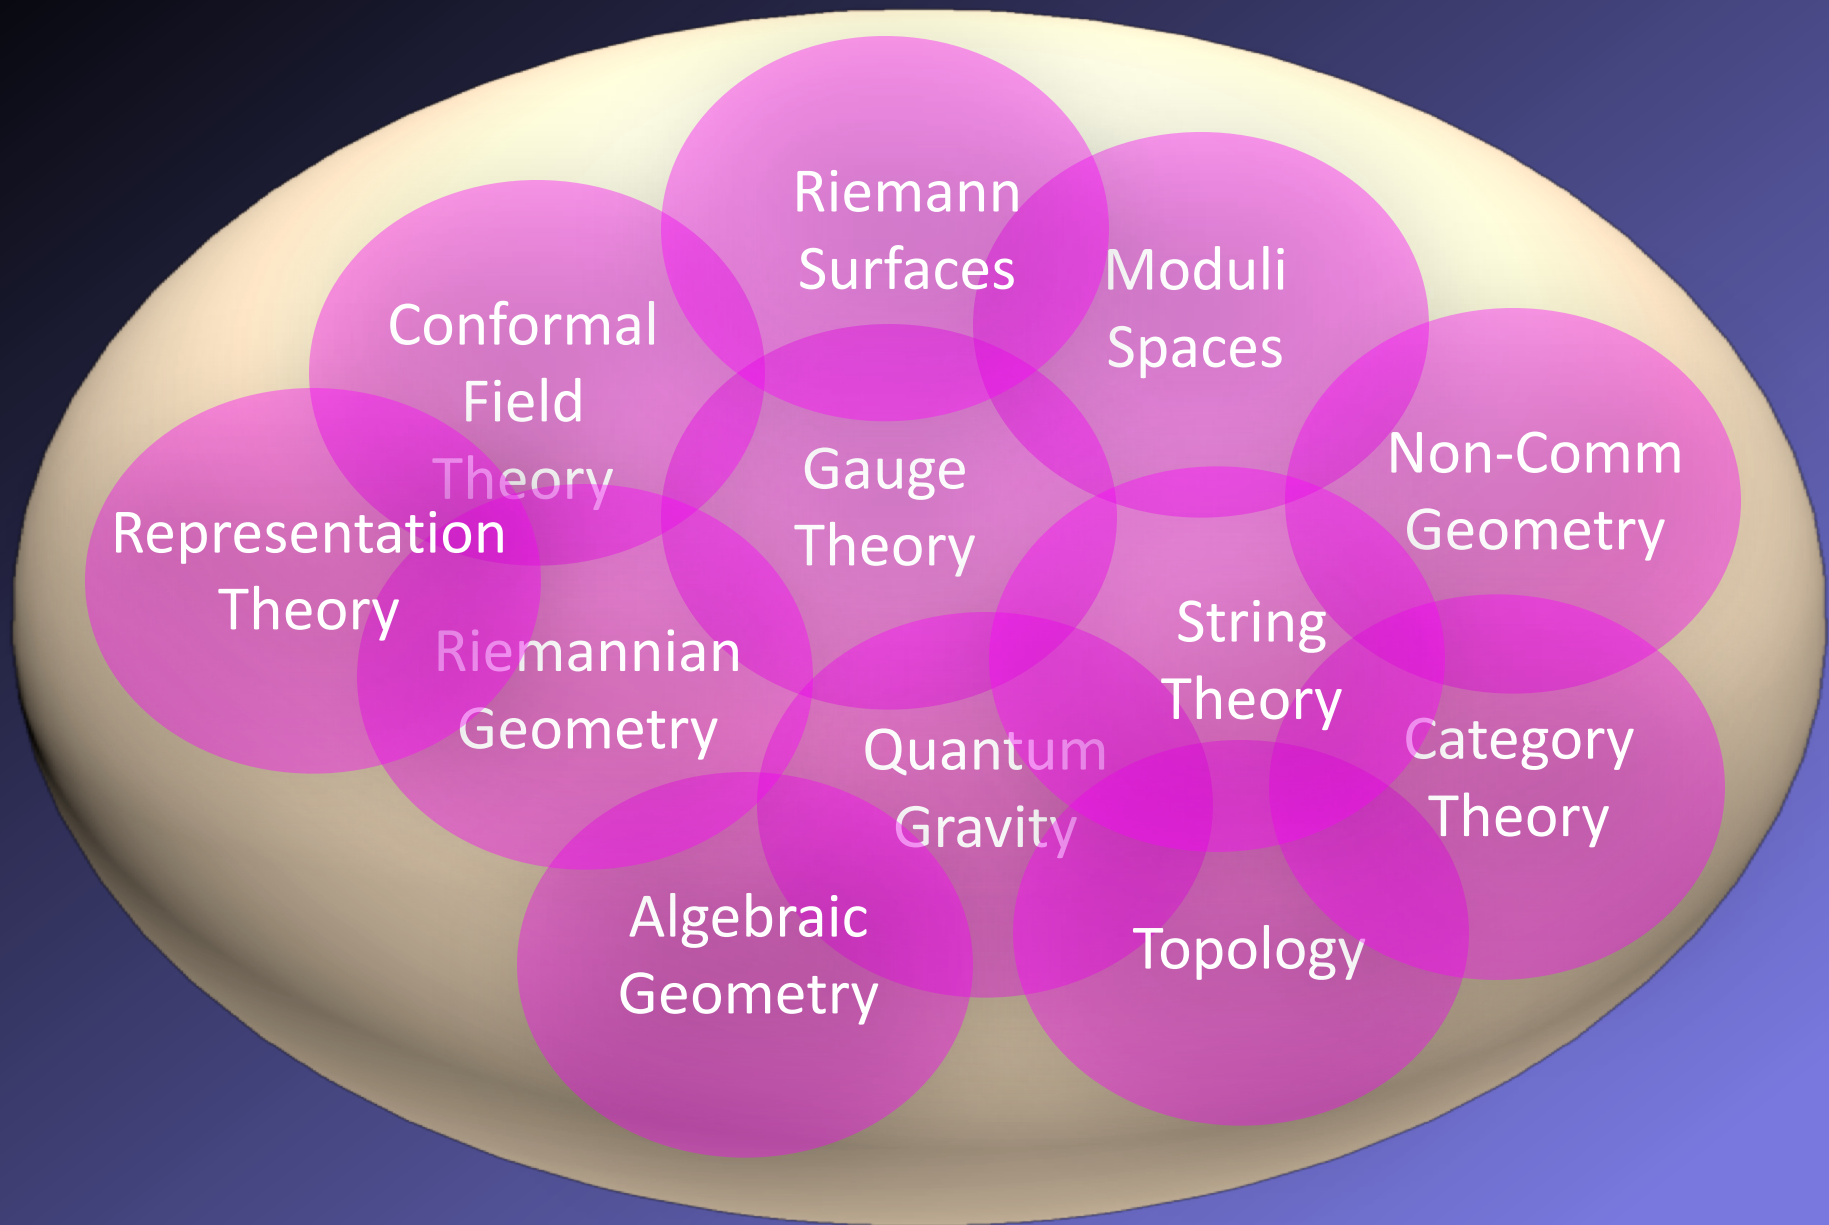 Riemann
Surfaces
Moduli
Spaces
Conformal
Field
Theory
Gauge
Theory
Non-Comm
Geometry
Representation
Theory
Riemannian
Geometry
String
Theory
Quantum
Gravity
Category
Theory
Algebraic
Geometry
Topology